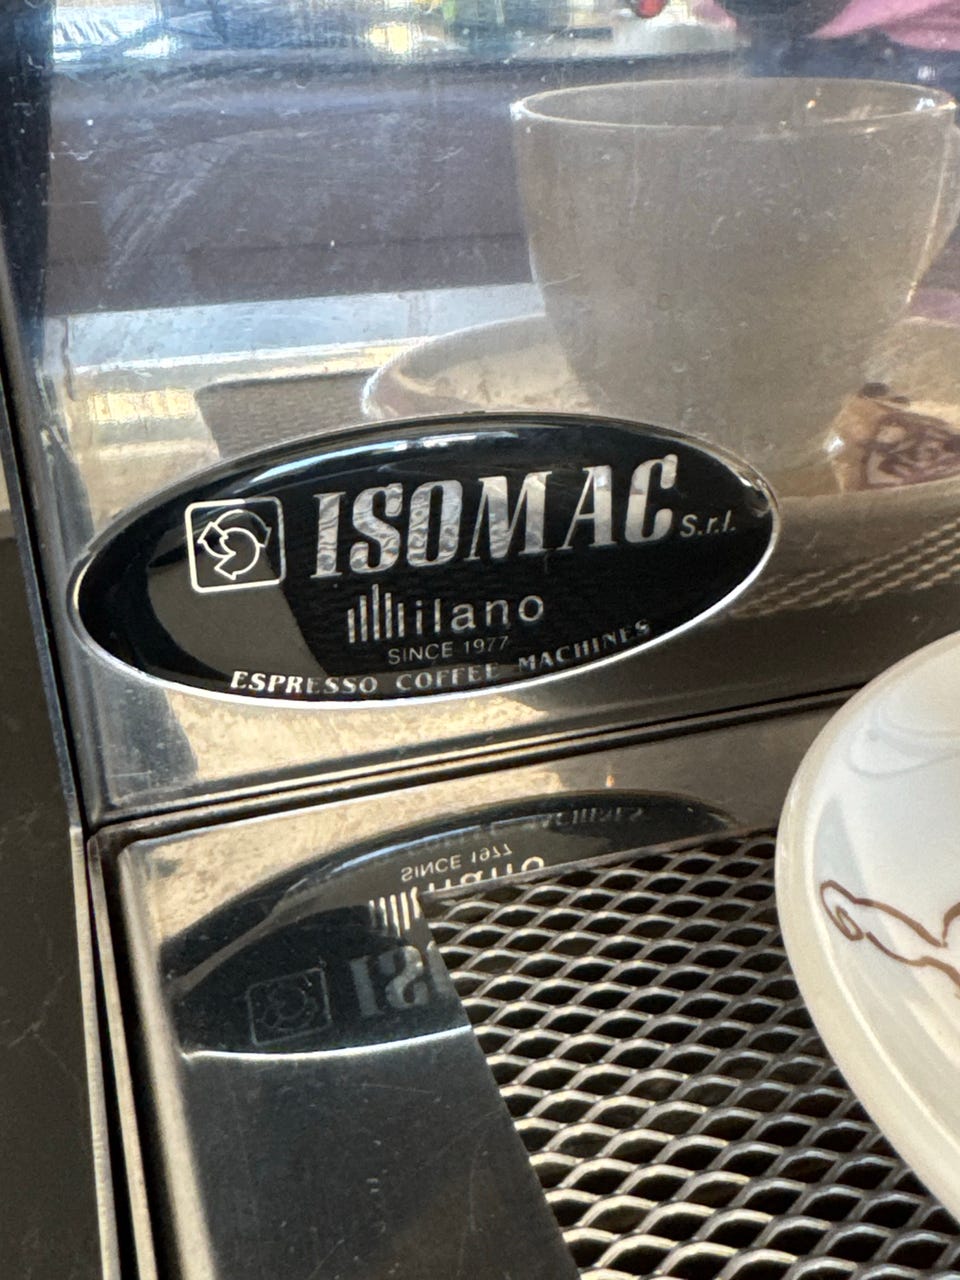 ISOMAC S.r.l.
Milano
SINCE 1977
ESPRESSO COFFEE MACHINES